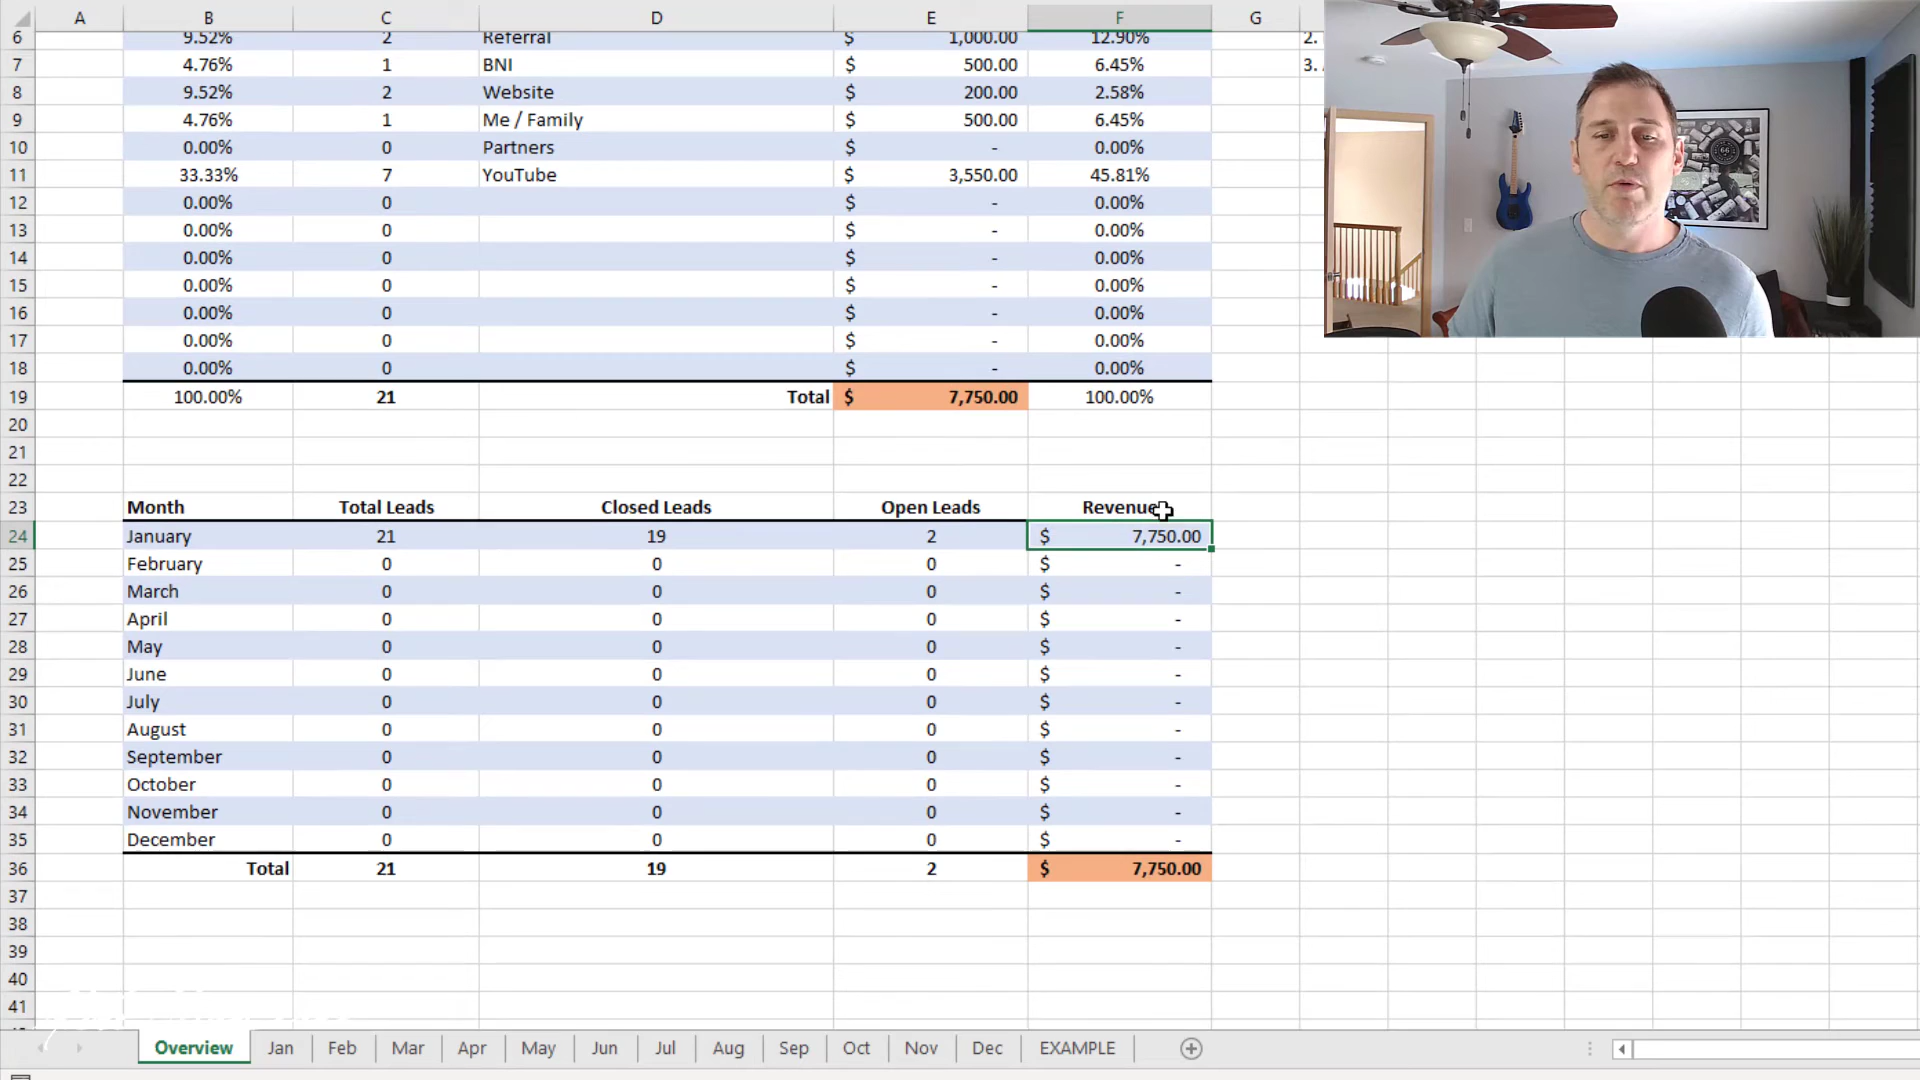 A B C D E F G
6 9.52% 2 Referral $ 1,000.00 12.90% 2.
7 4.76% 1 BNI $ 500.00 6.45% 3.
8 9.52% 2 Website $ 200.00 2.58%
9 4.76% 1 Me / Family $ 500.00 6.45%
10 0.00% 0 Partners $ - 0.00%
11 33.33% 7 YouTube $ 3,550.00 45.81%
12 0.00% 0 $ - 0.00%
13 0.00% 0 $ - 0.00%
14 0.00% 0 $ - 0.00%
15 0.00% 0 $ - 0.00%
16 0.00% 0 $ - 0.00%
17 0.00% 0 $ - 0.00%
18 0.00% 0 $ - 0.00%
19 100.00% 21 Total $ 7,750.00 100.00%
20
21
22
23 Month Total Leads Closed Leads Open Leads Revenue
24 January 21 19 2 $ 7,750.00
25 February 0 0 0 $ -
26 March 0 0 0 $ -
27 April 0 0 0 $ -
28 May 0 0 0 $ -
29 June 0 0 0 $ -
30 July 0 0 0 $ -
31 August 0 0 0 $ -
32 September 0 0 0 $ -
33 October 0 0 0 $ -
34 November 0 0 0 $ -
35 December 0 0 0 $ -
36 Total 21 19 2 $ 7,750.00
37
38
39
40
41
Overview Jan Feb Mar Apr May Jun Jul Aug Sep Oct Nov Dec EXAMPLE